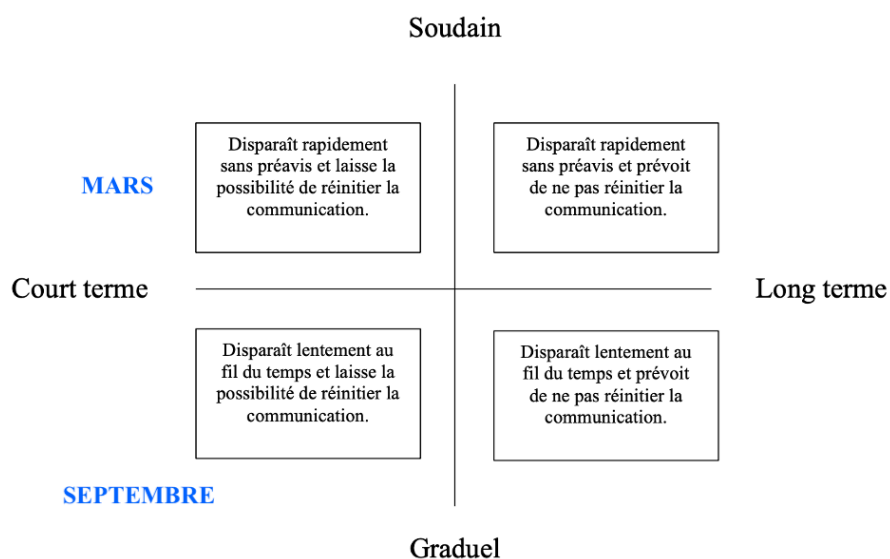 Soudain
Disparaît rapidement
sans préavis et laisse la
possibilité de réinitier la
communication.
Disparaît rapidement
sans préavis et prévoit
de ne pas réinitier la
communication.
MARS
Court terme
Long terme
Disparaît lentement au
fil du temps et laisse la
possibilité de réinitier la
communication.
Disparaît lentement au
fil du temps et prévoit
de ne pas réinitier la
communication.
SEPTEMBRE
Graduel